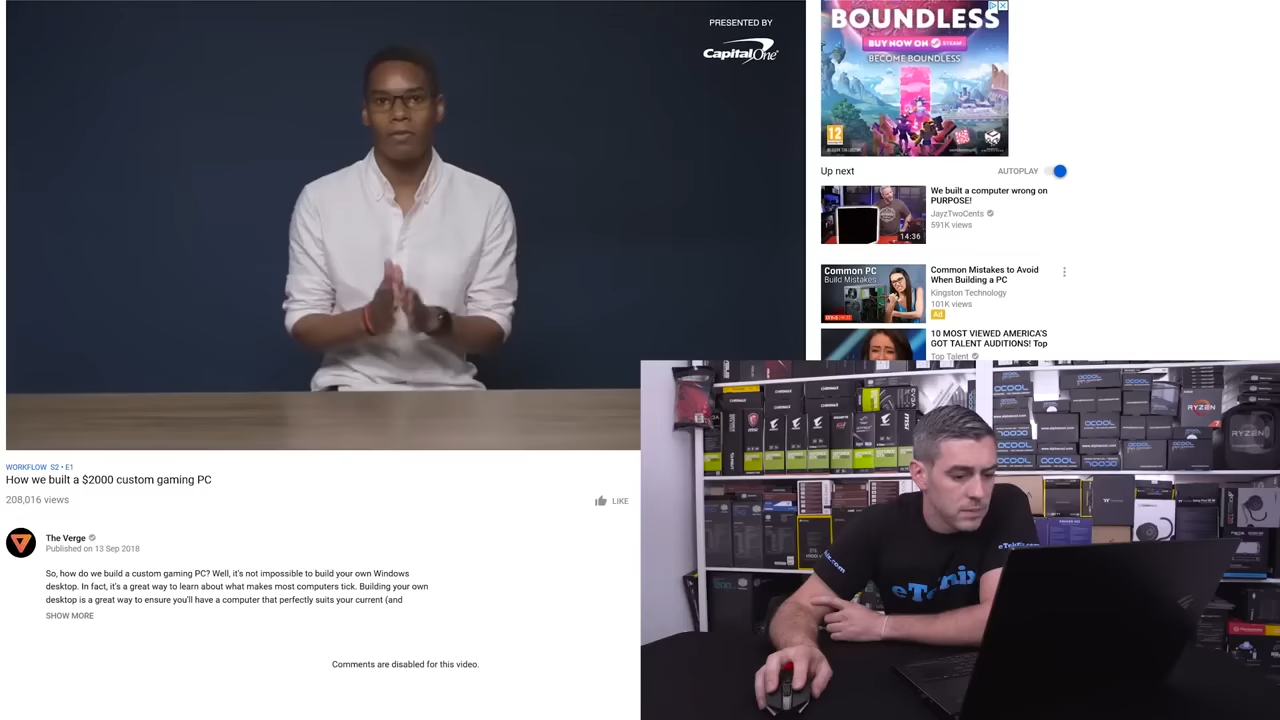 PRESENTED BY
Capital One
BOUNDLESS
BUY NOW ON STEAM
BECOME BOUNDLESS
12
Up next
AUTOPLAY
We built a computer wrong on
PURPOSE!
JayzTwoCents
591K views
14:36
Common PC
Build Mistakes
Common Mistakes to Avoid
When Building a PC
Kingston Technology
101K views
Ad
10 MOST VIEWED AMERICA'S
GOT TALENT AUDITIONS! Top
Top Talent
WORKFLOW S2 • E1
How we built a $2000 custom gaming PC
208,016 views
LIKE
The Verge
Published on 13 Sep 2018
So, how do we build a custom gaming PC? Well, it's not impossible to build your own Windows
desktop. In fact, it's a great way to learn about what makes most computers tick. Building your own
desktop is a great way to ensure you'll have a computer that perfectly suits your current (and
SHOW MORE
Comments are disabled for this video.
RYZEN
RYZEN
eTeknix
eTeknix.com